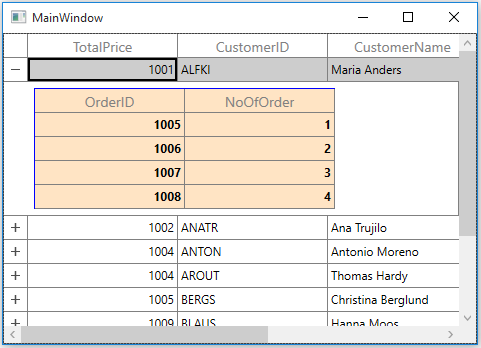 MainWindow
TotalPrice CustomerID CustomerName
1001 ALFKI Maria Anders
OrderID NoOfOrder
1005 1
1006 2
1007 3
1008 4
1002 ANATR Ana Trujilo
1004 ANTON Antonio Moreno
1004 AROUT Thomas Hardy
1005 BERGS Christina Berglund
1009 BLAUS Hanna Moos